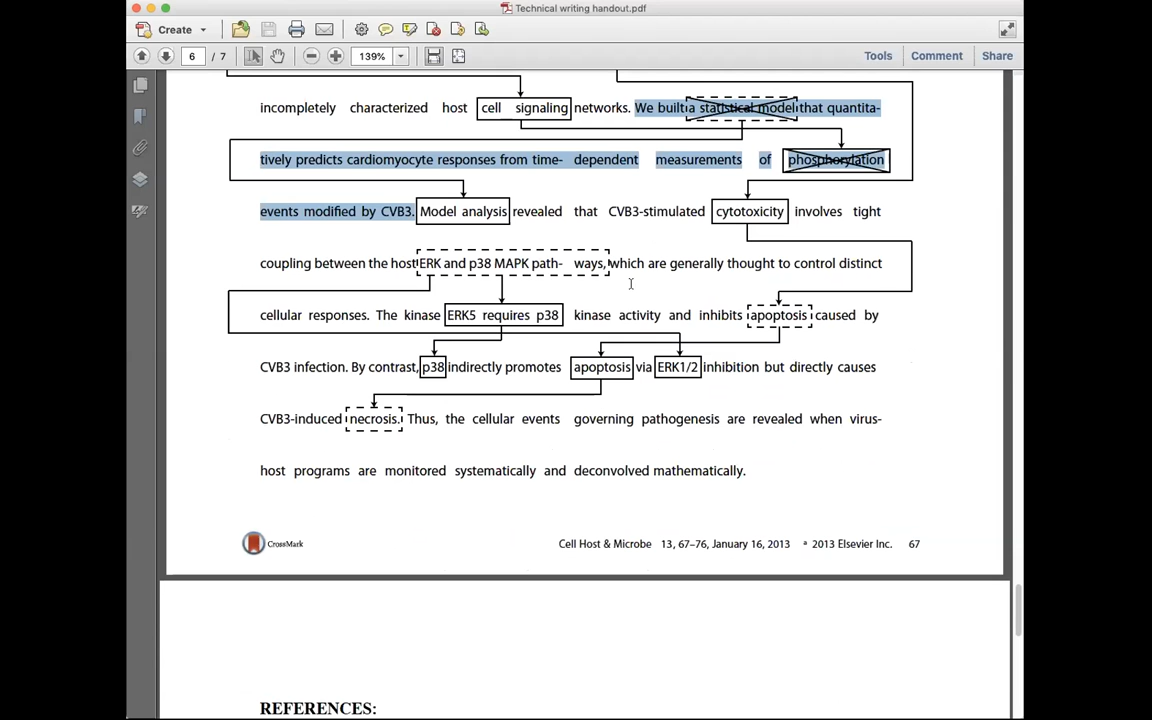 Technical writing handout.pdf
Create
6 / 7
139%
Tools Comment Share
incompletely characterized host cell signaling networks. We built a statistical model that quantita-
tively predicts cardiomyocyte responses from time- dependent measurements of phosphorylation
events modified by CVB3. Model analysis revealed that CVB3-stimulated cytotoxicity involves tight
coupling between the host ERK and p38 MAPK path- ways, which are generally thought to control distinct
cellular responses. The kinase ERK5 requires p38 kinase activity and inhibits apoptosis caused by
CVB3 infection. By contrast, p38 indirectly promotes apoptosis via ERK1/2 inhibition but directly causes
CVB3-induced necrosis. Thus, the cellular events governing pathogenesis are revealed when virus-
host programs are monitored systematically and deconvolved mathematically.
CrossMark
Cell Host & Microbe 13, 67–76, January 16, 2013 ª 2013 Elsevier Inc. 67
REFERENCES: